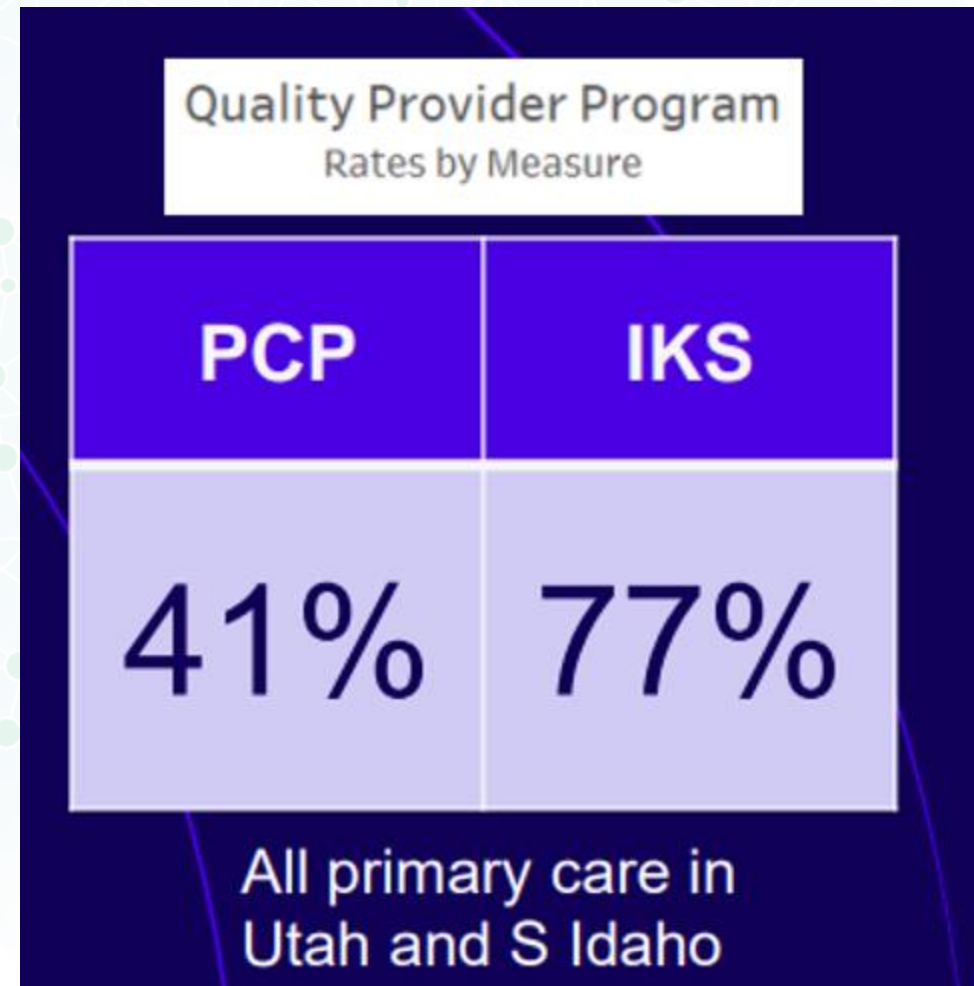 Quality Provider Program
Rates by Measure
PCP IKS
41% 77%
All primary care in
Utah and S Idaho